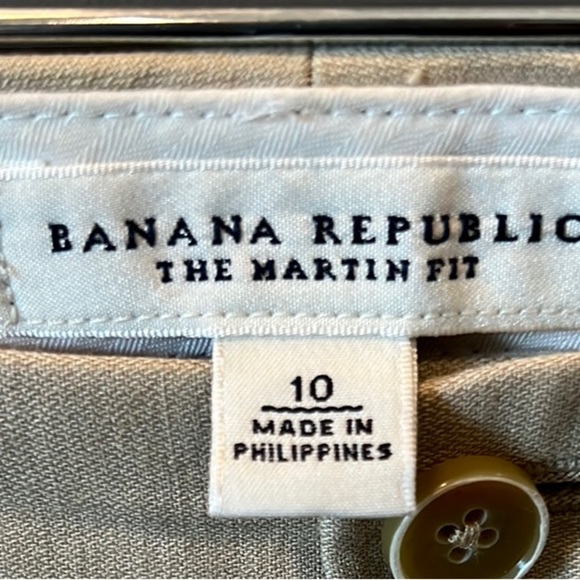 BANANA REPUBLIC
THE MARTIN FIT
10
MADE IN
PHILIPPINES